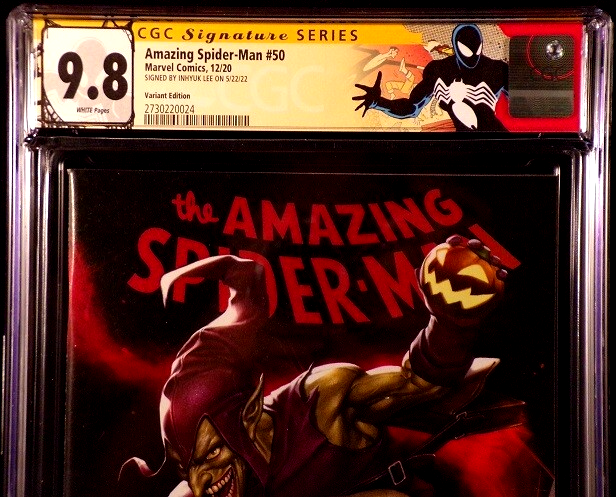 CGC Signature SERIES
9.8
WHITE Pages
Amazing Spider-Man #50
Marvel Comics, 12/20
SIGNED BY INHYUK LEE ON 5/22/22
Variant Edition
2730220024
CGC
the AMAZING
SPIDER-MAN